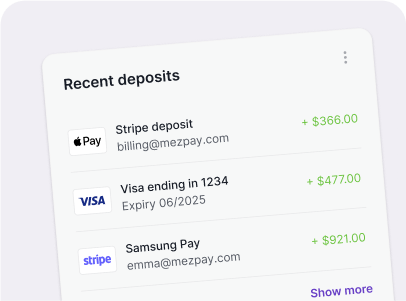 Recent deposits
Pay
Stripe deposit
billing@mezpay.com
+ $366.00
VISA
Visa ending in 1234
Expiry 06/2025
+ $477.00
stripe
Samsung Pay
emma@mezpay.com
+ $921.00
Show more